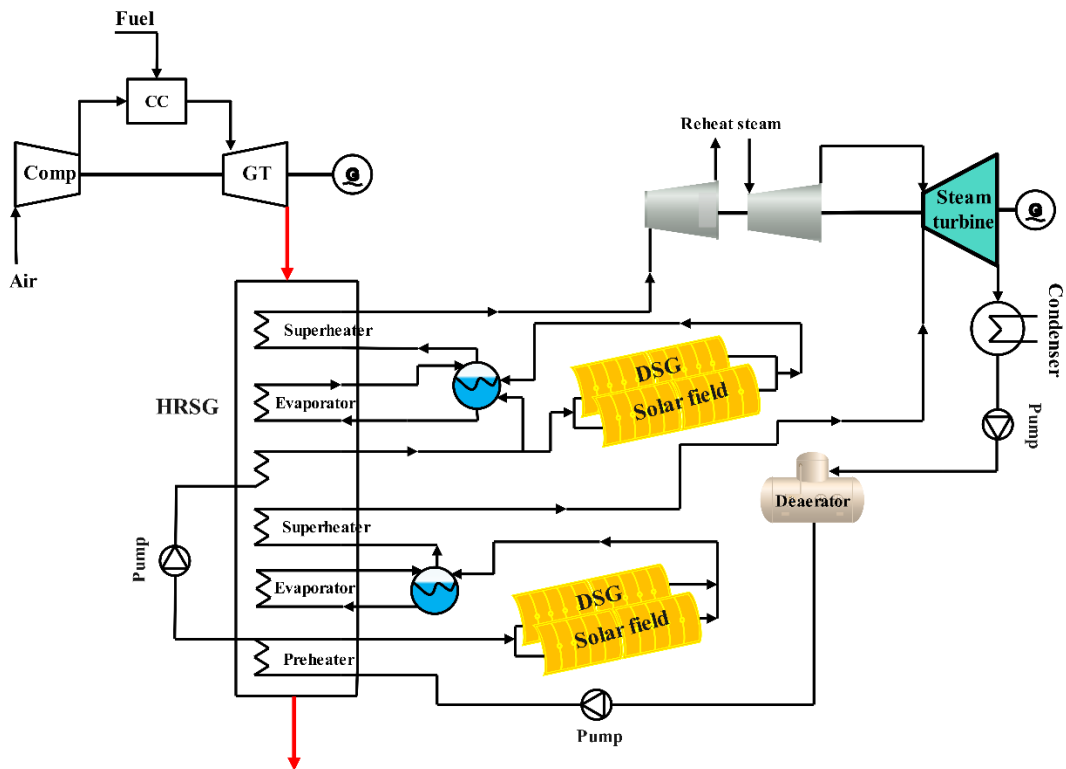 Fuel
CC
Comp
GT
G
Air
Reheat steam
Steam
turbine
G
Condenser
Superheater
DSG
Solar field
Evaporator
HRSG
Pump
Deaerator
Superheater
Pump
Evaporator
DSG
Solar field
Preheater
Pump